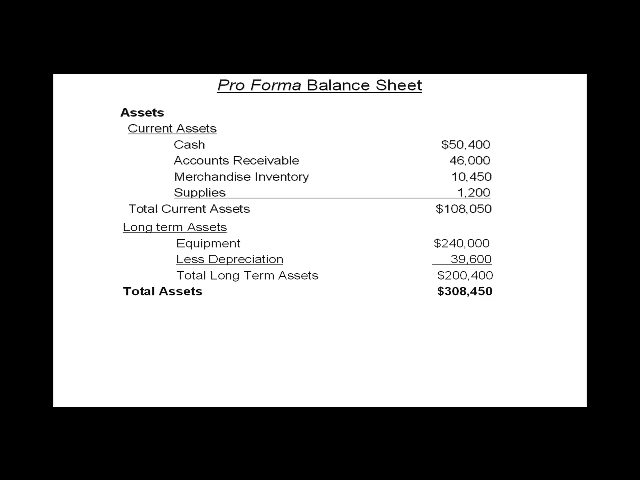 Pro Forma Balance Sheet
Assets
Current Assets
Cash $50,400
Accounts Receivable 46,000
Merchandise Inventory 10,450
Supplies 1,200
Total Current Assets $108,050
Long term Assets
Equipment $240,000
Less Depreciation 39,600
Total Long Term Assets $200,400
Total Assets $308,450